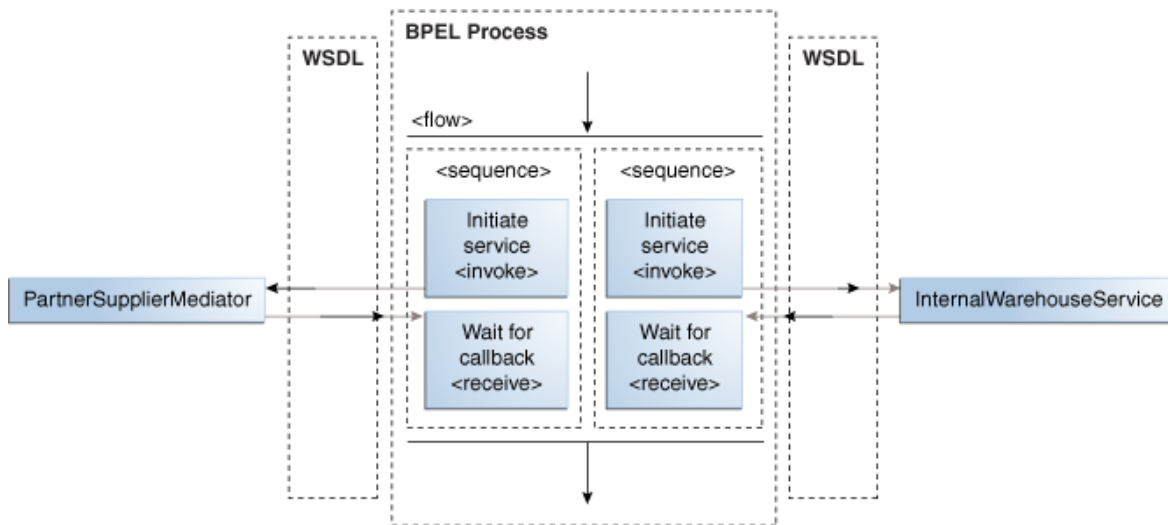 BPEL Process
WSDL
WSDL
<flow>
<sequence>
<sequence>
Initiate
service
<invoke>
Initiate
service
<invoke>
PartnerSupplierMediator
InternalWarehouseService
Wait for
callback
<receive>
Wait for
callback
<receive>